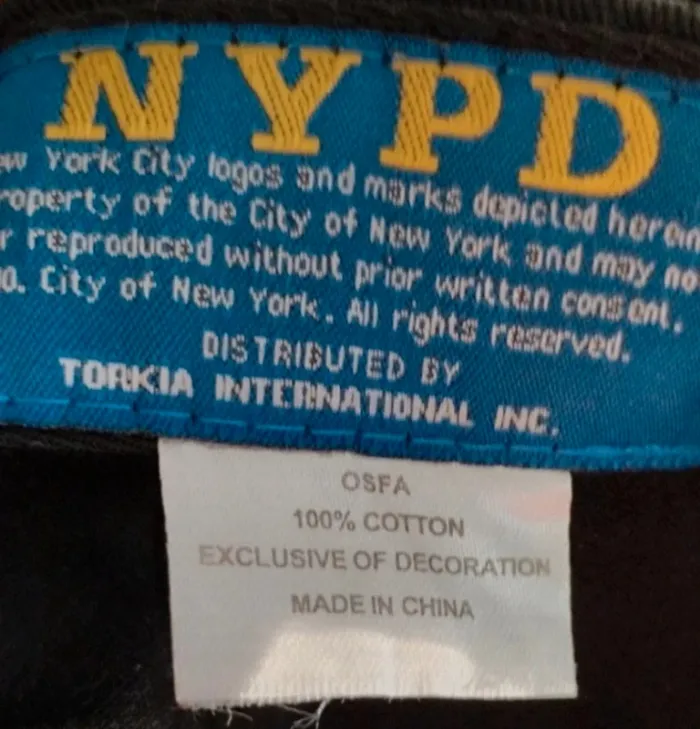 NYPD
York City logos and marks depicted herein
of the City of New York and may
reproduced without prior written consent.
City of New York. All rights reserved.
DISTRIBUTED BY
TORKIA INTERNATIONAL INC.
OSFA
100% COTTON
EXCLUSIVE OF DECORATION
MADE IN CHINA